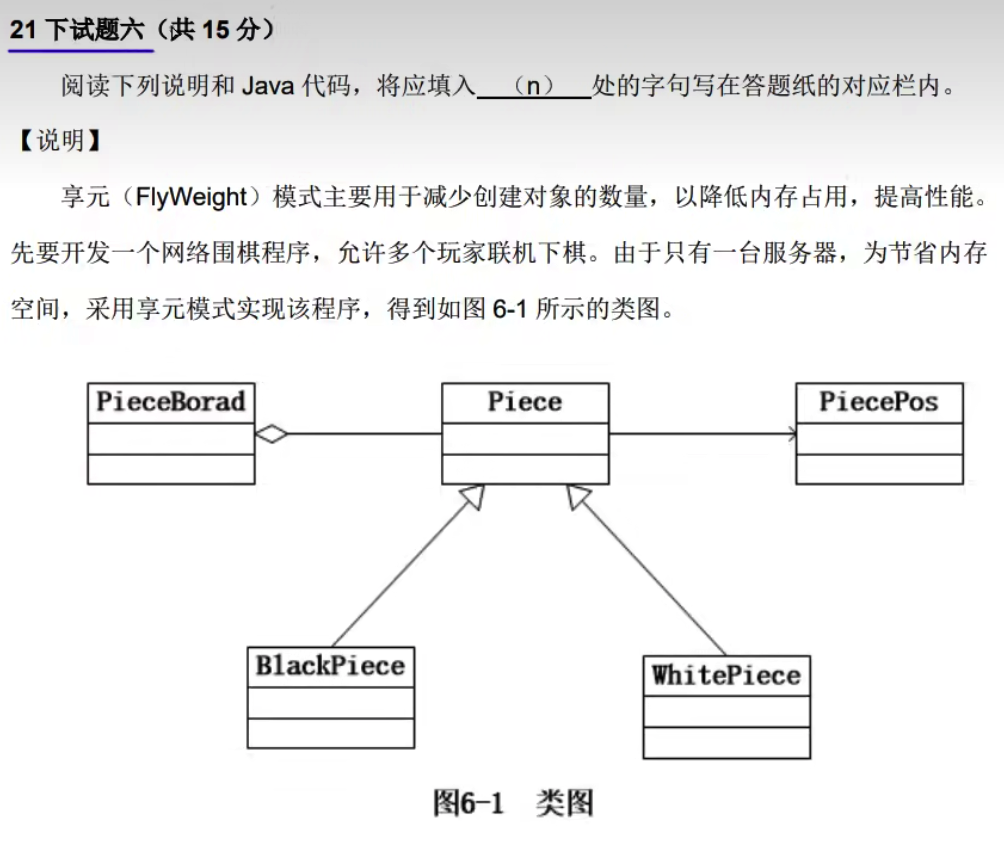 21 下试题六（共 15 分）
阅读下列说明和 Java 代码，将应填入 （n） 处的字句写在答题纸的对应栏内。
【说明】
享元（FlyWeight）模式主要用于减少创建对象的数量，以降低内存占用，提高性能。
先要开发一个网络围棋程序，允许多个玩家联机下棋。由于只有一台服务器，为节省内存
空间，采用享元模式实现该程序，得到如图 6-1 所示的类图。
PieceBorad
Piece
PiecePos
BlackPiece
WhitePiece
图6-1 类图